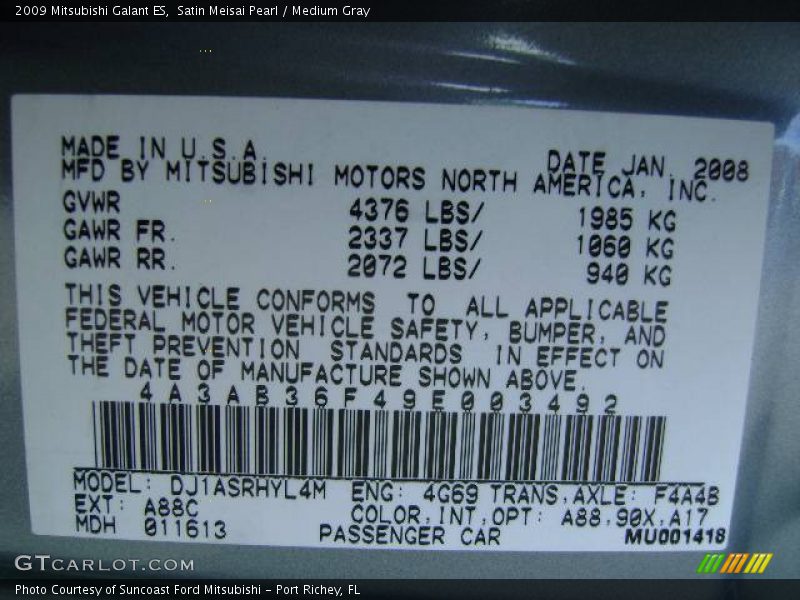 2009 Mitsubishi Galant ES,  Satin Meisai Pearl / Medium Gray
MADE IN U.S.A. DATE JAN. 2008
MFD BY MITSUBISHI MOTORS NORTH AMERICA, INC.
GVWR 4376 LBS/ 1985 KG
GAWR FR. 2337 LBS/ 1060 KG
GAWR RR. 2072 LBS/ 940 KG
THIS VEHICLE CONFORMS TO ALL APPLICABLE
FEDERAL MOTOR VEHICLE SAFETY, BUMPER, AND
THEFT PREVENTION STANDARDS IN EFFECT ON
THE DATE OF MANUFACTURE SHOWN ABOVE.
4A3AB36F49E003492
MODEL: DJ1ASRHYL4M ENG: 4G69 TRANS,AXLE: F4A4B
EXT: A88C COLOR,INT,OPT: A88,90X,A17
MDH 011613 PASSENGER CAR MU001418
GTCARLOT.COM
Photo Courtesy of Suncoast Ford Mitsubishi - Port Richey, FL